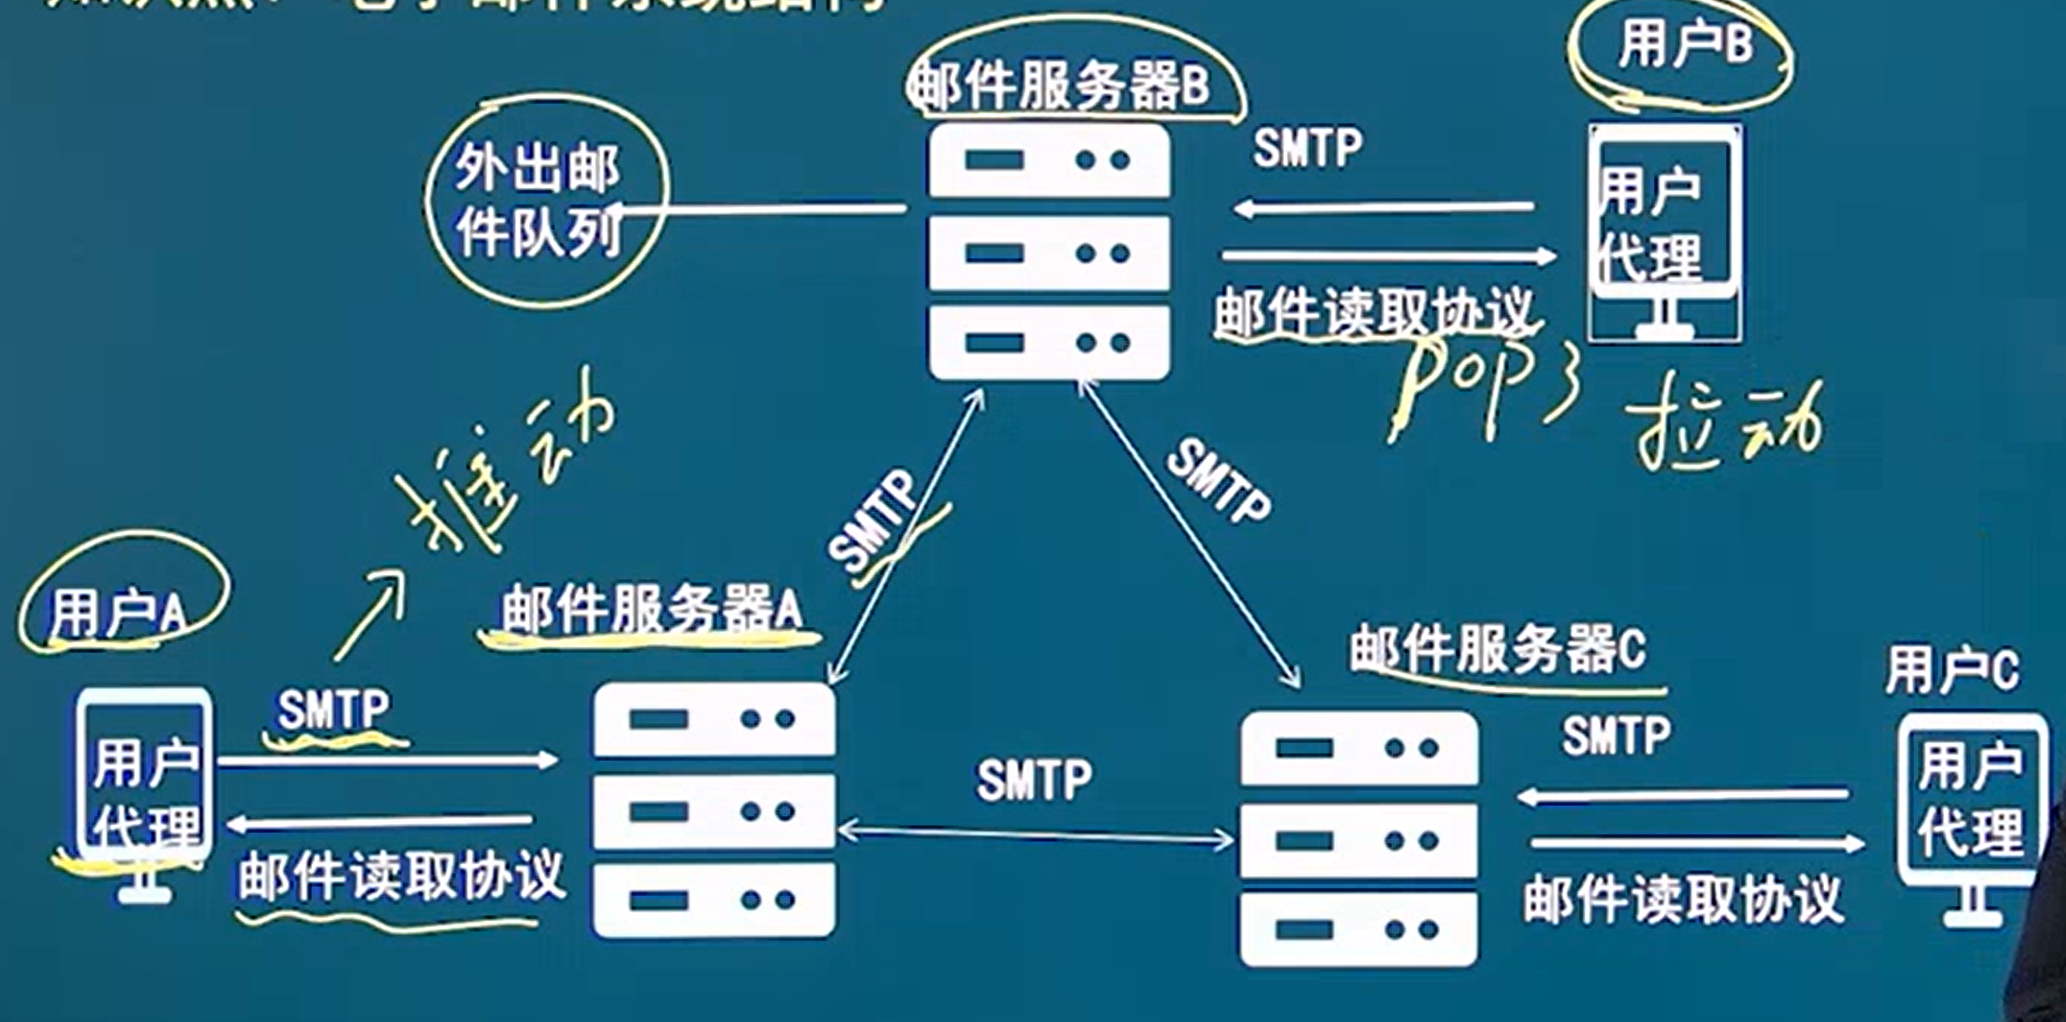 知识点：电子邮件系统结构
邮件服务器B
用户B
外出邮
件队列
SMTP
用户
代理
邮件读取协议
pop3
拉动
推动
SMTP
SMTP
用户A
邮件服务器A
SMTP
用户
代理
邮件读取协议
SMTP
邮件服务器C
用户C
SMTP
用户
代理
邮件读取协议